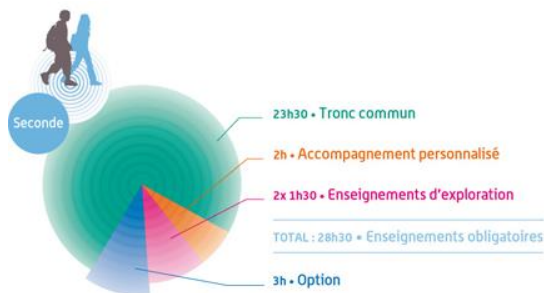 Seconde
23h30 • Tronc commun
2h • Accompagnement personnalisé
2x 1h30 • Enseignements d'exploration
TOTAL : 28h30 • Enseignements obligatoires
3h • Option